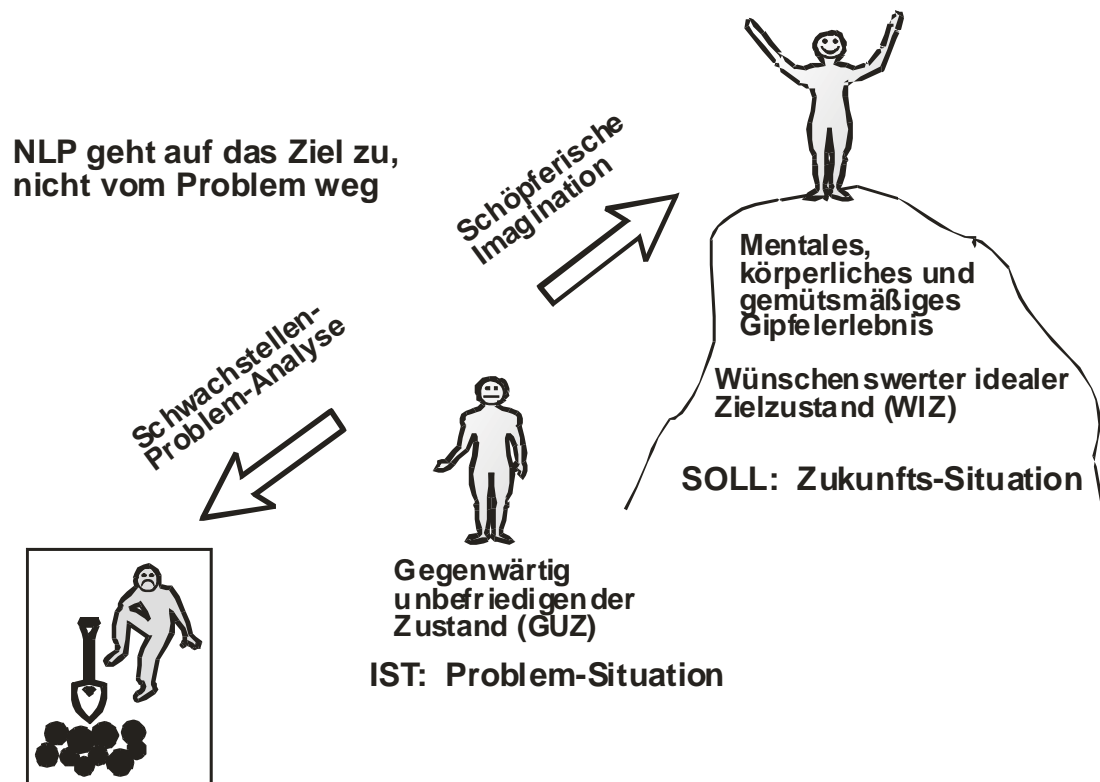 NLP geht auf das Ziel zu,
nicht vom Problem weg
Schöpferische
Imagination
Mentales,
körperliches und
gemütsmäßiges
Gipfelerlebnis
Wünschenswerter idealer
Zielzustand (WIZ)
SOLL: Zukunfts-Situation
Schwachstellen-
Problem-Analyse
Gegenwärtig
unbefriedigender
Zustand (GUZ)
IST: Problem-Situation